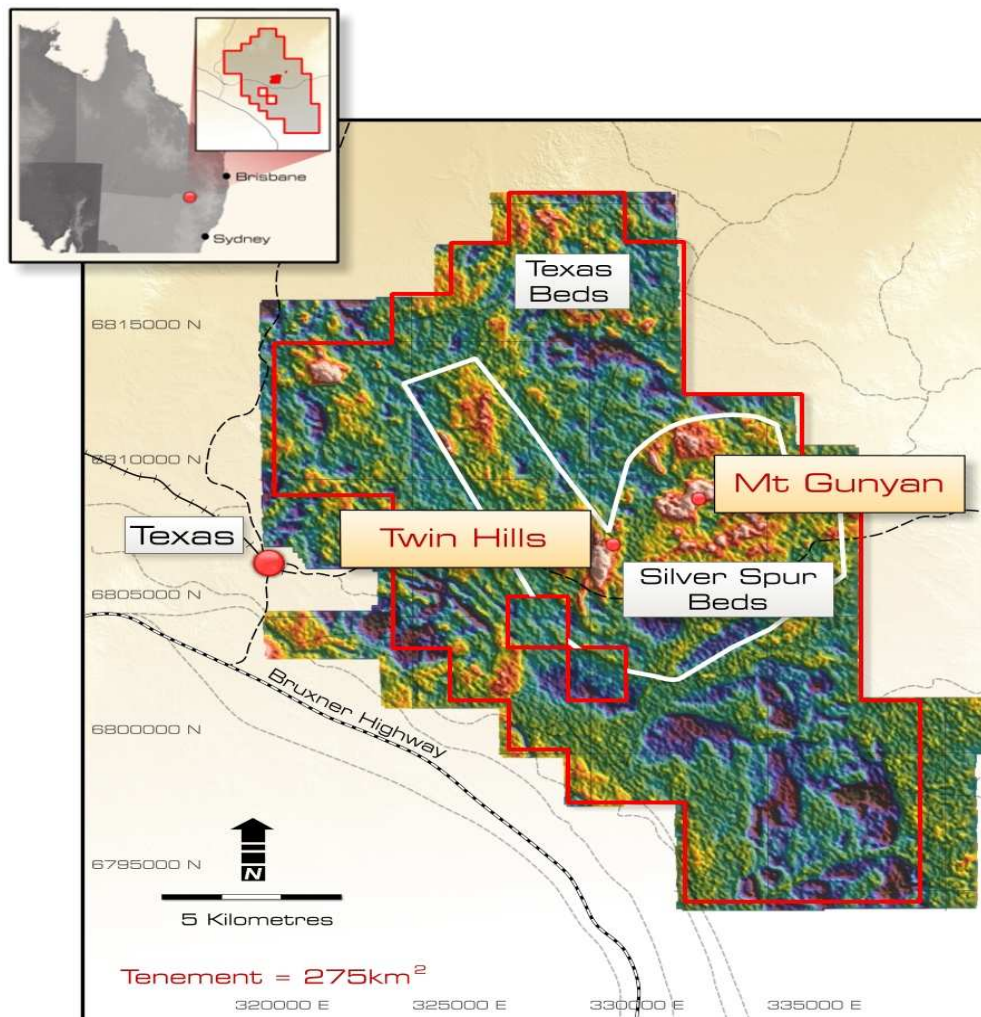 Brisbane
Sydney
Texas
Beds
6815000 N
6810000 N
Mt Gunyan
Texas
Twin Hills
Silver Spur
Beds
6805000 N
Bruxner Highway
6800000 N
6795000 N
N
5 Kilometres
Tenement = 275km²
320000 E
325000 E
330000 E
335000 E